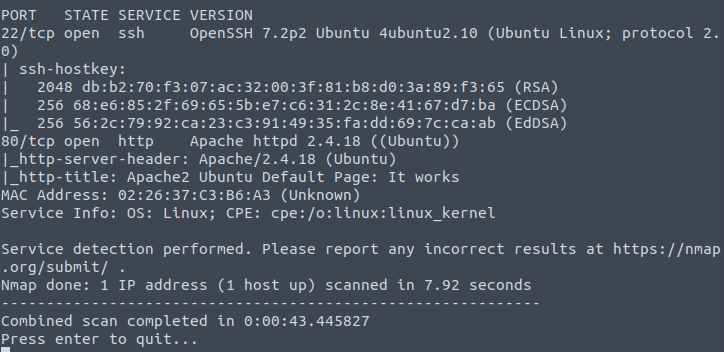 PORT   STATE SERVICE VERSION
22/tcp open  ssh     OpenSSH 7.2p2 Ubuntu 4ubuntu2.10 (Ubuntu Linux; protocol 2.
0)
| ssh-hostkey:
|   2048 db:b2:70:f3:07:ac:32:00:3f:81:b8:d0:3a:89:f3:65 (RSA)
|   256 68:e6:85:2f:69:65:5b:e7:c6:31:2c:8e:41:67:d7:ba (ECDSA)
|_  256 56:2c:79:92:ca:23:c3:91:49:35:fa:dd:69:7c:ca:ab (EdDSA)
80/tcp open  http    Apache httpd 2.4.18 ((Ubuntu))
|_http-server-header: Apache/2.4.18 (Ubuntu)
|_http-title: Apache2 Ubuntu Default Page: It works
MAC Address: 02:26:37:C3:B6:A3 (Unknown)
Service Info: OS: Linux; CPE: cpe:/o:linux:linux_kernel

Service detection performed. Please report any incorrect results at https://nmap
.org/submit/ .
Nmap done: 1 IP address (1 host up) scanned in 7.92 seconds
------------------------------------------------------------
Combined scan completed in 0:00:43.445827
Press enter to quit...